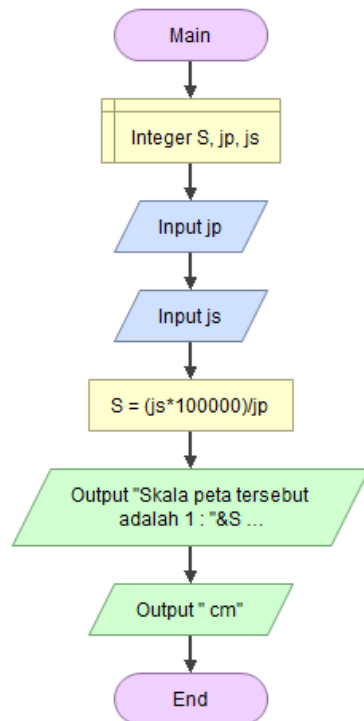 Main
Integer S, jp, js
Input jp
Input js
S = (js*100000)/jp
Output "Skala peta tersebut
adalah 1 : "&S ...
Output " cm"
End